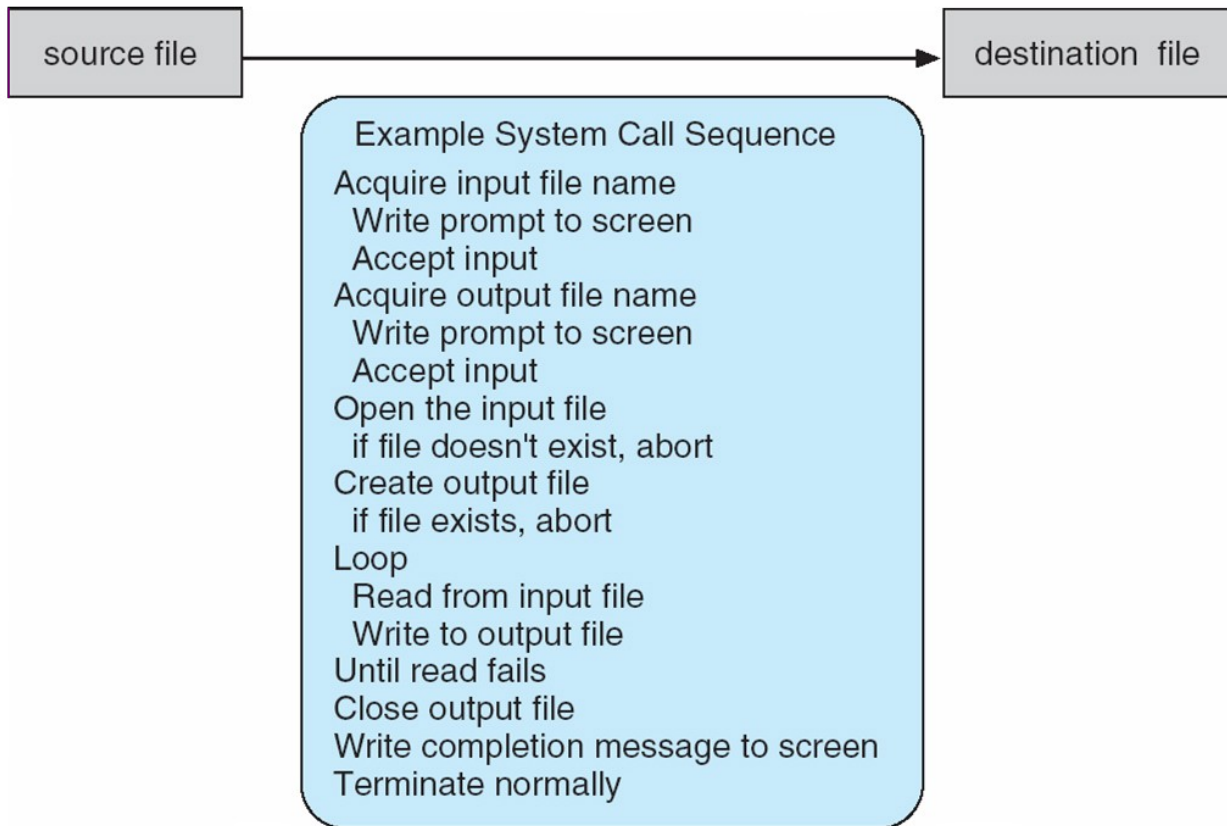 source file
destination file
Example System Call Sequence
Acquire input file name
Write prompt to screen
Accept input
Acquire output file name
Write prompt to screen
Accept input
Open the input file
if file doesn't exist, abort
Create output file
if file exists, abort
Loop
Read from input file
Write to output file
Until read fails
Close output file
Write completion message to screen
Terminate normally